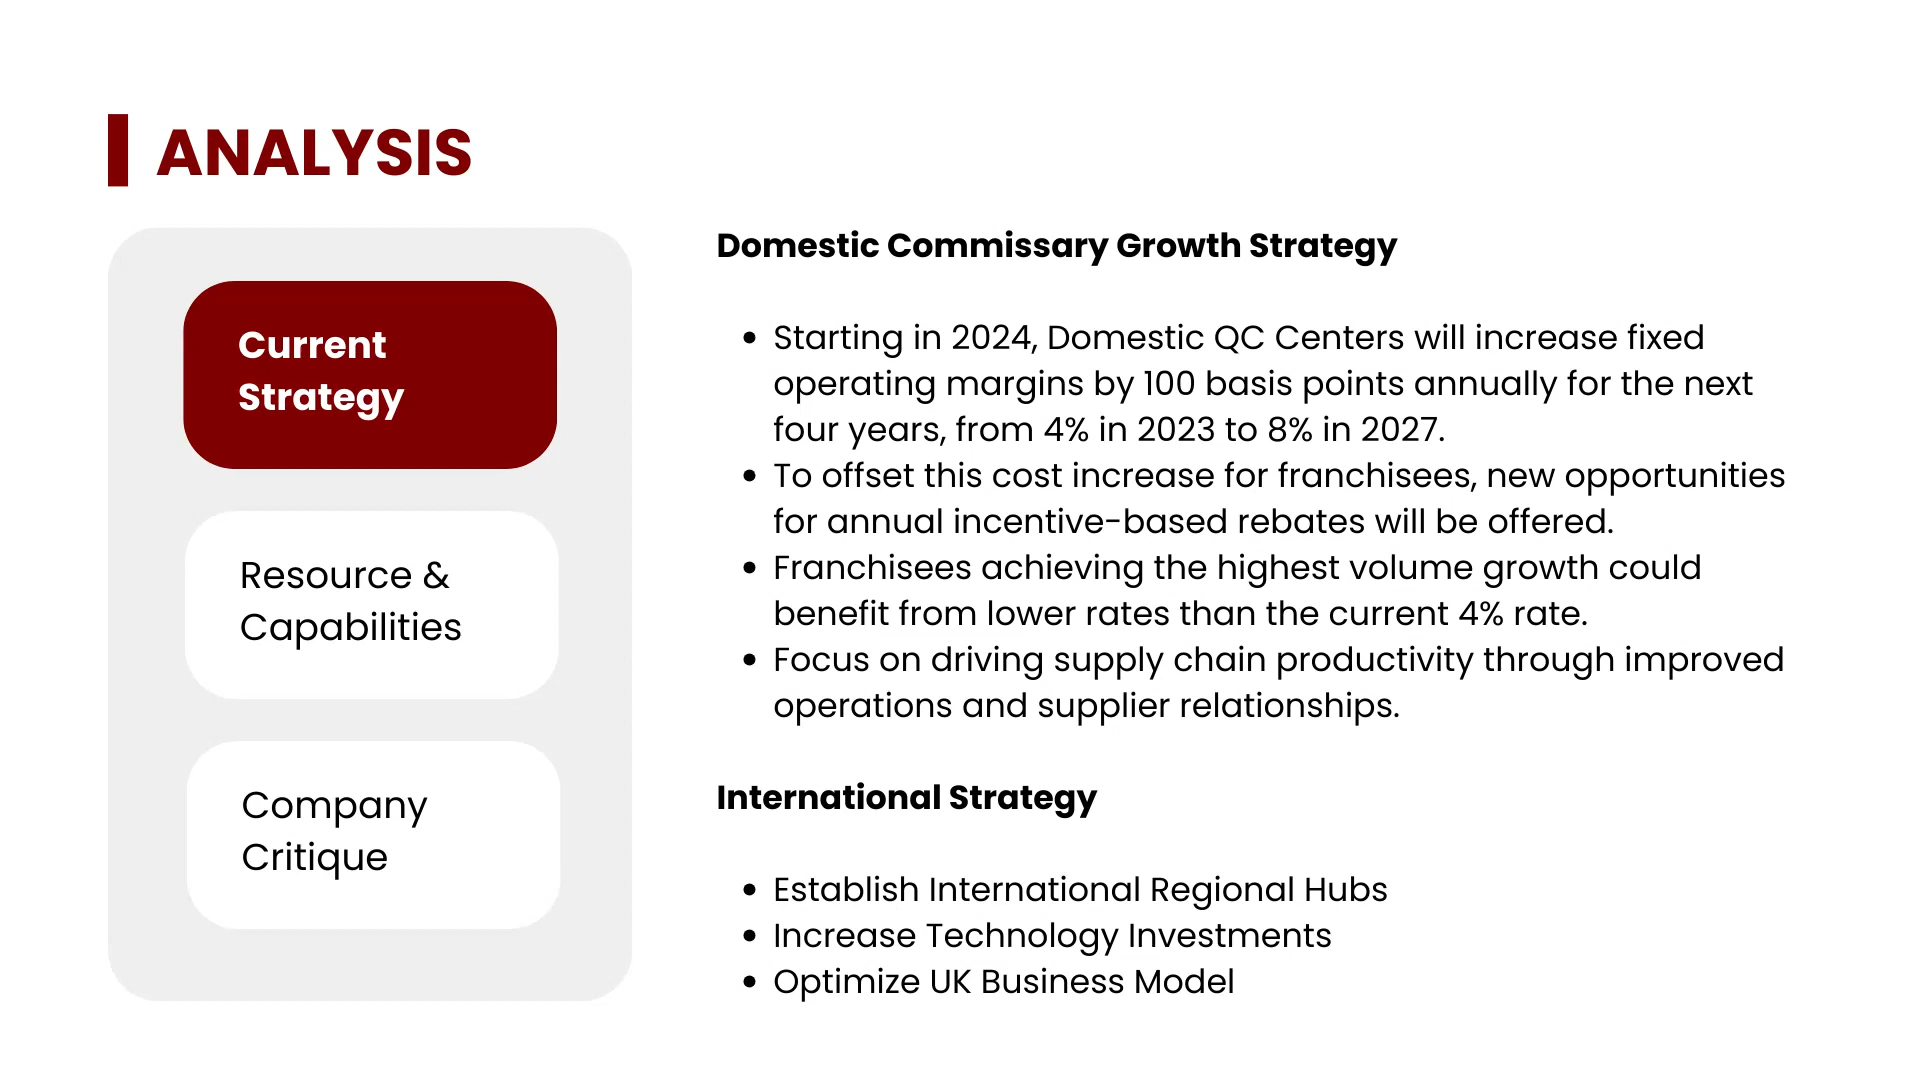 ANALYSIS
Current
Strategy
Resource &
Capabilities
Company
Critique
Domestic Commissary Growth Strategy
• Starting in 2024, Domestic QC Centers will increase fixed
operating margins by 100 basis points annually for the next
four years, from 4% in 2023 to 8% in 2027.
• To offset this cost increase for franchisees, new opportunities
for annual incentive-based rebates will be offered.
• Franchisees achieving the highest volume growth could
benefit from lower rates than the current 4% rate.
• Focus on driving supply chain productivity through improved
operations and supplier relationships.
International Strategy
• Establish International Regional Hubs
• Increase Technology Investments
• Optimize UK Business Model